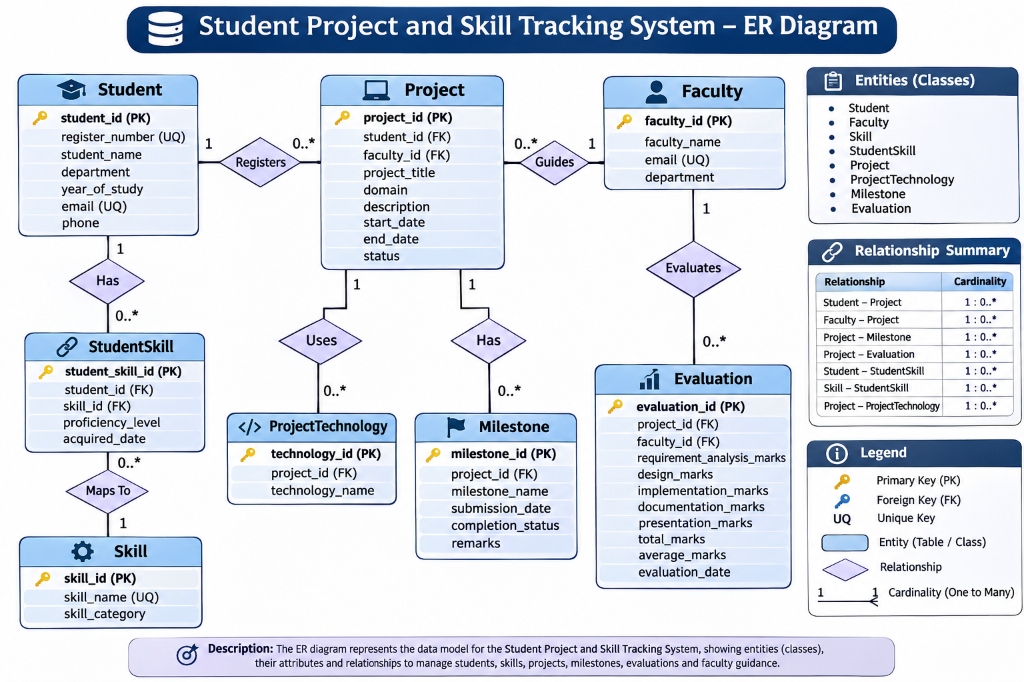 Student Project and Skill Tracking System – ER Diagram
Student
student_id (PK)
register_number (UQ)
student_name
department
year_of_study
email (UQ)
phone
1
Registers
0..*
Project
project_id (PK)
student_id (FK)
faculty_id (FK)
project_title
domain
description
start_date
end_date
status
0..*
Guides
1
Faculty
faculty_id (PK)
faculty_name
email (UQ)
department
1
Has
0..*
StudentSkill
student_skill_id (PK)
student_id (FK)
skill_id (FK)
proficiency_level
acquired_date
0..*
Maps To
1
Skill
skill_id (PK)
skill_name (UQ)
skill_category
1
Uses
0..*
</> ProjectTechnology
technology_id (PK)
project_id (FK)
technology_name
1
Has
0..*
Milestone
milestone_id (PK)
project_id (FK)
milestone_name
submission_date
completion_status
remarks
1
Evaluates
0..*
Evaluation
evaluation_id (PK)
project_id (FK)
faculty_id (FK)
requirement_analysis_marks
design_marks
implementation_marks
documentation_marks
presentation_marks
total_marks
average_marks
evaluation_date
Entities (Classes)
• Student
• Faculty
• Skill
• StudentSkill
• Project
• ProjectTechnology
• Milestone
• Evaluation
Relationship Summary
Relationship Cardinality
Student – Project 1 : 0..*
Faculty – Project 1 : 0..*
Project – Milestone 1 : 0..*
Project – Evaluation 1 : 0..*
Student – StudentSkill 1 : 0..*
Skill – StudentSkill 1 : 0..*
Project – ProjectTechnology 1 : 0..*
Legend
Primary Key (PK)
Foreign Key (FK)
UQ Unique Key
Entity (Table / Class)
Relationship
1 1 Cardinality (One to Many)
Description: The ER diagram represents the data model for the Student Project and Skill Tracking System, showing entities (classes),
their attributes and relationships to manage students, skills, projects, milestones, evaluations and faculty guidance.